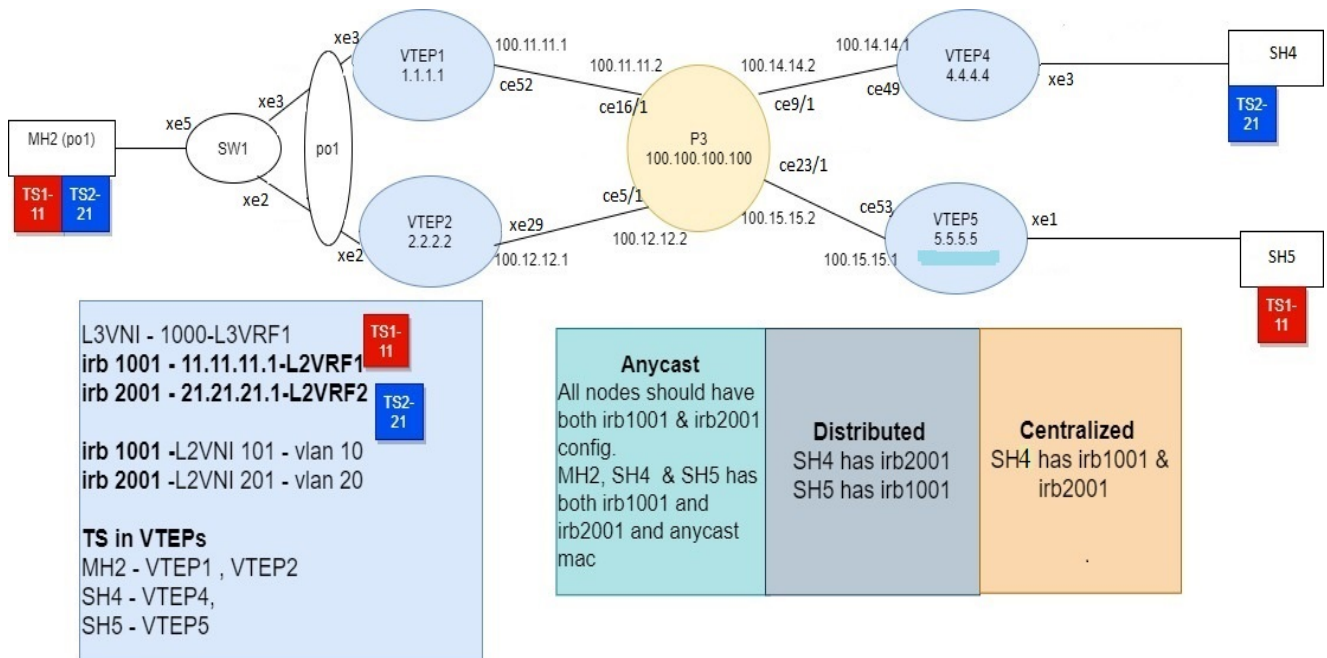 xe3
VTEP1
1.1.1.1
100.11.11.1
ce52
100.11.11.2
ce16/1
100.14.14.1
100.14.14.2
ce9/1
ce49
VTEP4
4.4.4.4
xe3
SH4
TS2-
21
MH2 (po1)
TS1-
11
TS2-
21
xe5
SW1
xe3
xe2
po1
P3
100.100.100.100
xe2
VTEP2
2.2.2.2
xe29
100.12.12.1
ce5/1
100.12.12.2
ce23/1
100.15.15.2
ce53
100.15.15.1
VTEP5
5.5.5.5
xe1
SH5
TS1-
11
L3VNI - 1000-L3VRF1
irb 1001 - 11.11.11.1-L2VRF1
irb 2001 - 21.21.21.1-L2VRF2
TS1-
11
TS2-
21
irb 1001 -L2VNI 101 - vlan 10
irb 2001 -L2VNI 201 - vlan 20
TS in VTEPs
MH2 - VTEP1 , VTEP2
SH4 - VTEP4,
SH5 - VTEP5
Anycast
All nodes should have
both irb1001 & irb2001
config.
MH2, SH4 & SH5 has
both irb1001 and
irb2001 and anycast
mac
Distributed
SH4 has irb2001
SH5 has irb1001
Centralized
SH4 has irb1001 &
irb2001
.